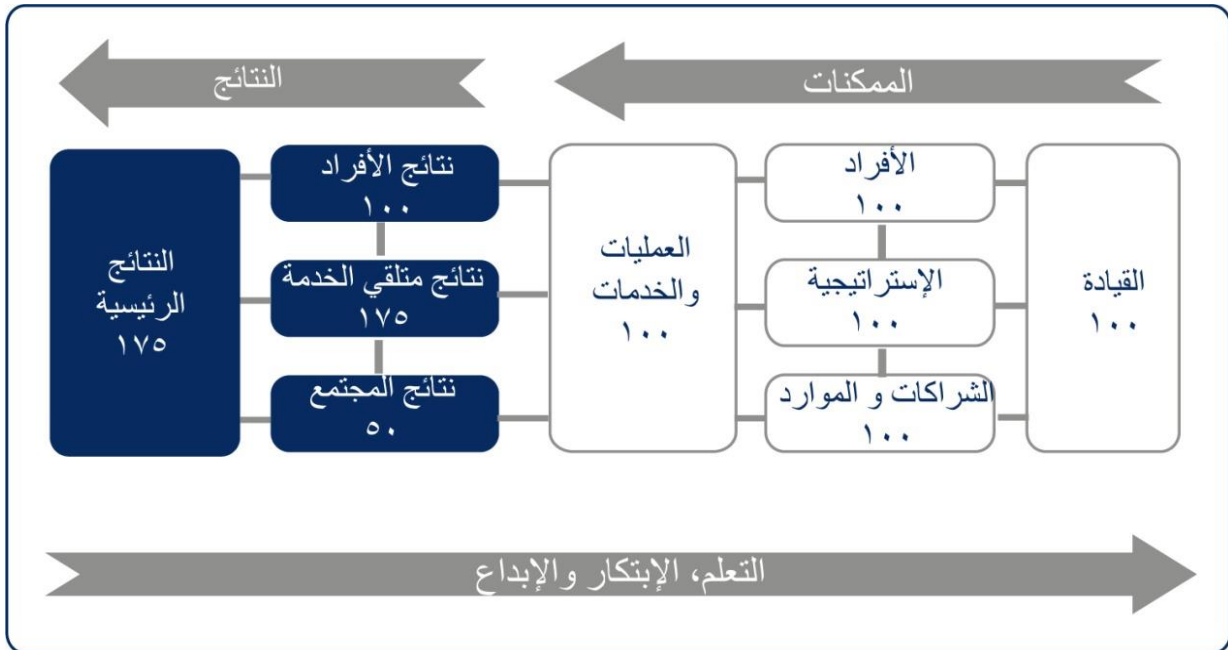 الممكنات
النتائج
القيادة
١٠٠
الأفراد
١٠٠
الإستراتيجية
١٠٠
الشراكات و الموارد
١٠٠
العمليات
والخدمات
١٠٠
نتائج الأفراد
١٠٠
نتائج متلقي الخدمة
١٧٥
نتائج المجتمع
٥٠
النتائج
الرئيسية
١٧٥
التعلم، الإبتكار والإبداع